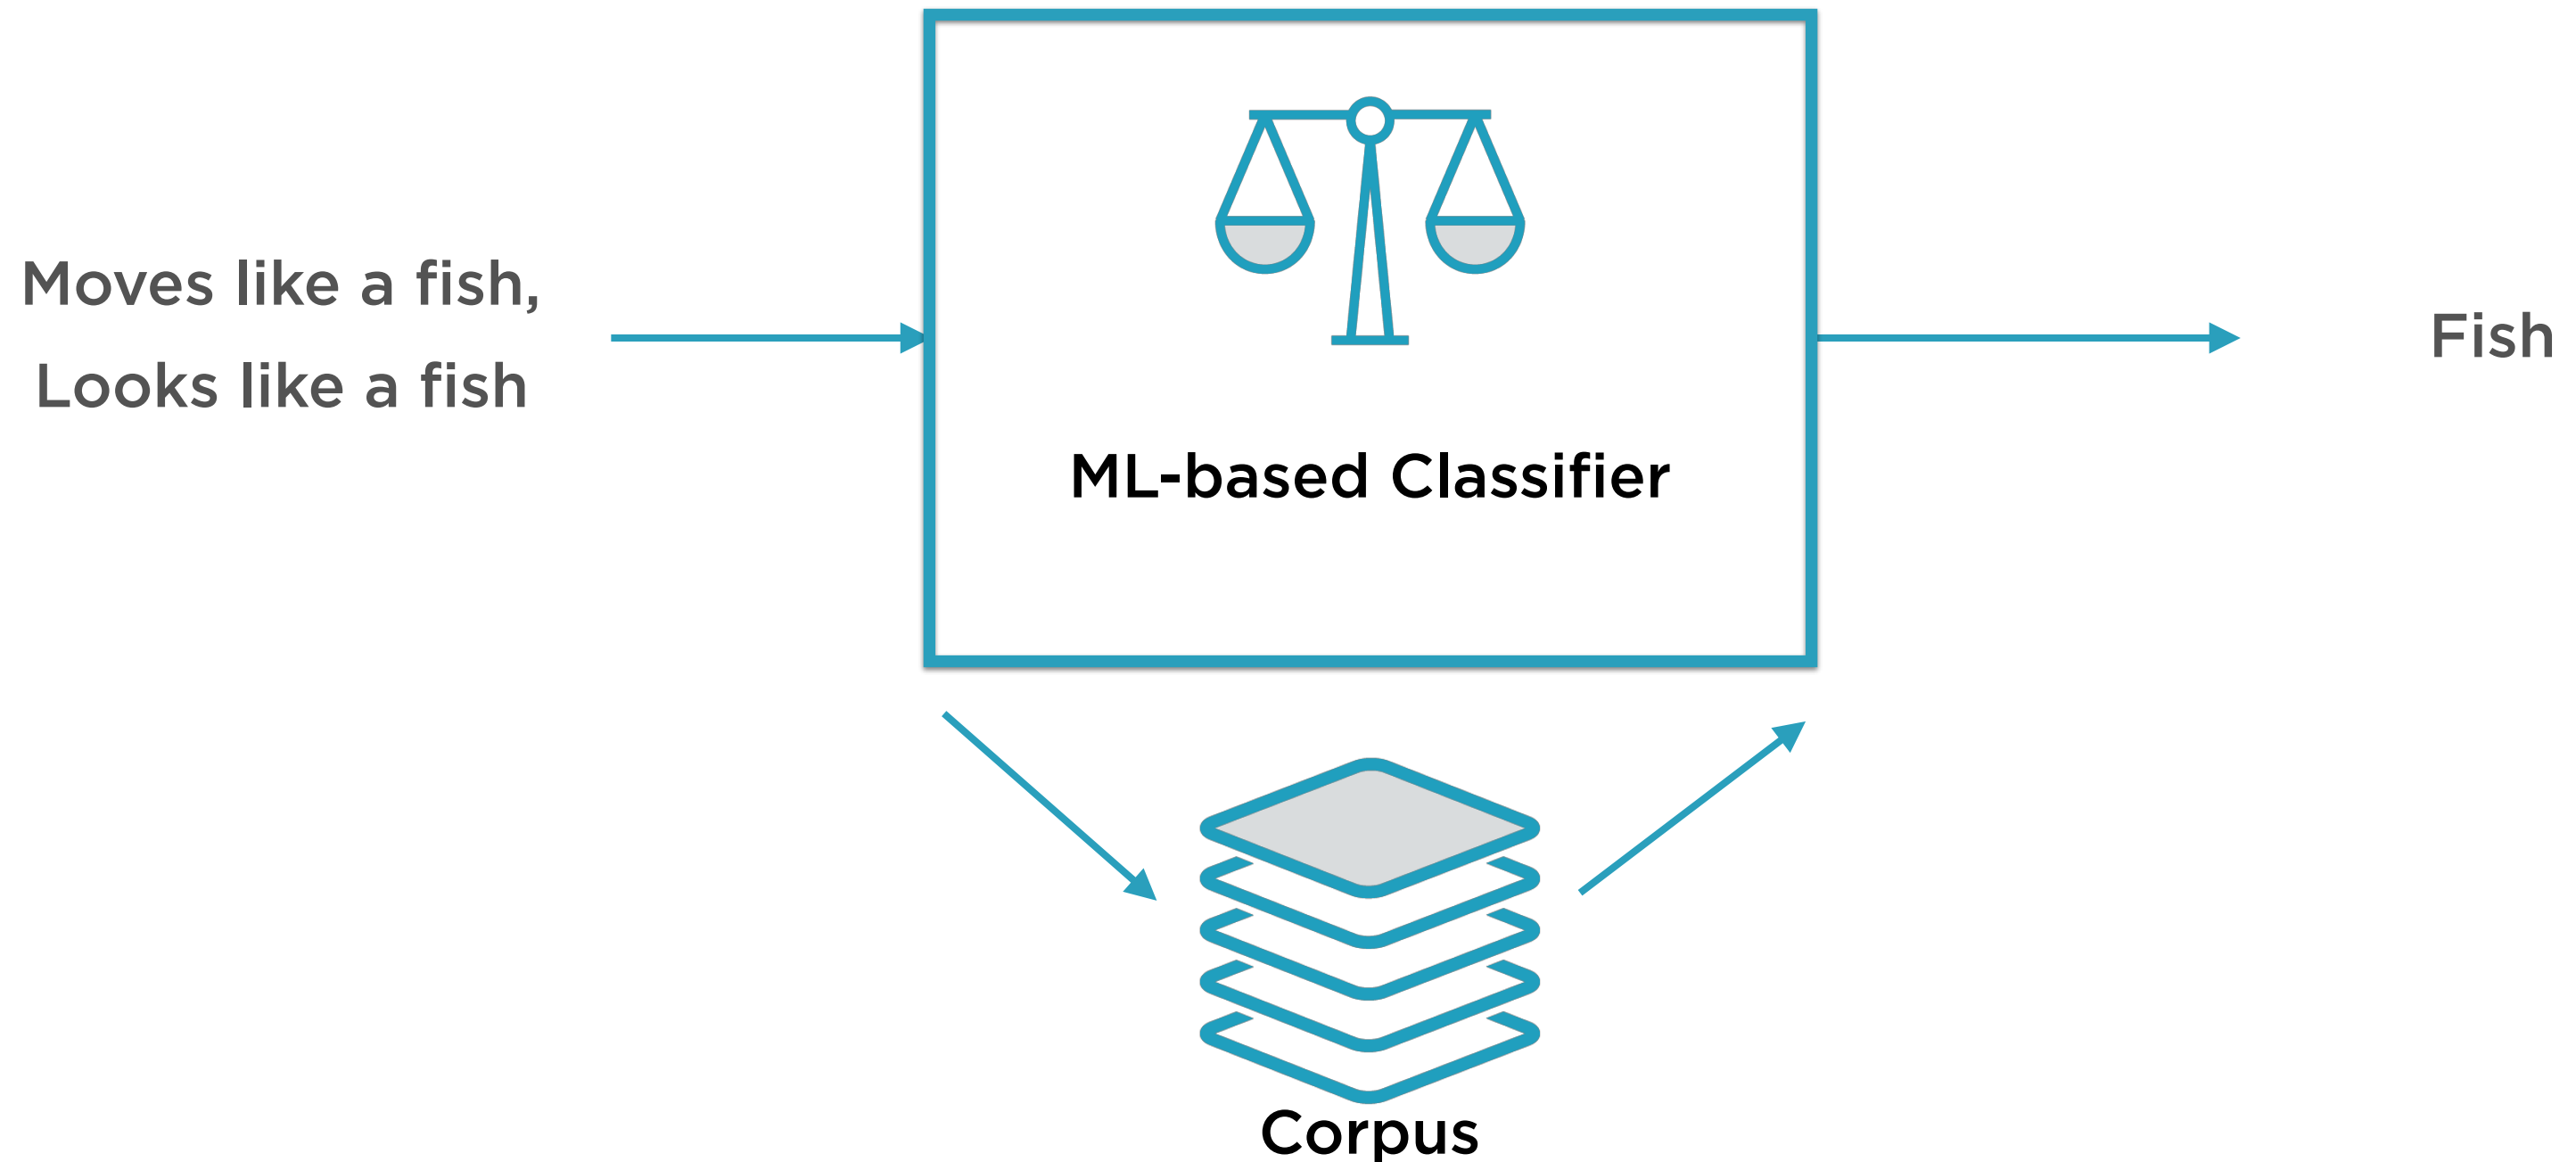 Moves like a fish,
Looks like a fish
ML-based Classifier
Fish
Corpus